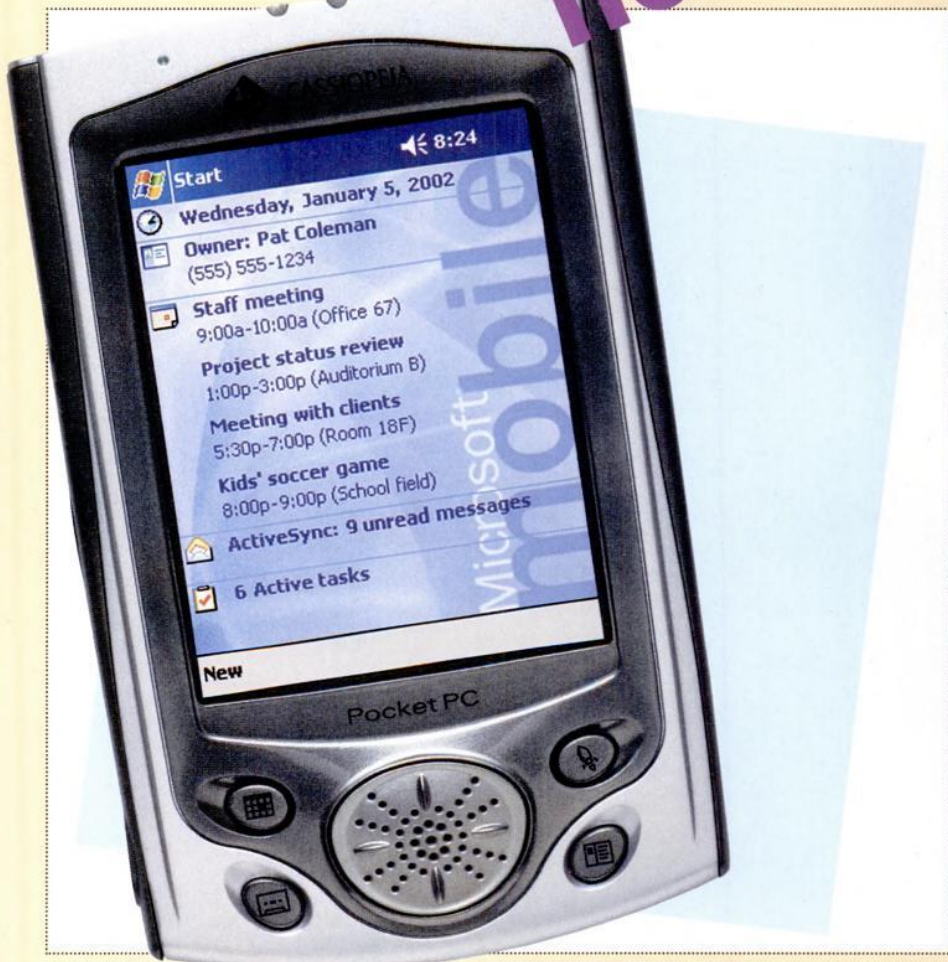 CASSIOPEIA
Start 8:24
Wednesday, January 5, 2002
Owner: Pat Coleman
(555) 555-1234
Staff meeting
9:00a-10:00a (Office 67)
Project status review
1:00p-3:00p (Auditorium B)
Meeting with clients
5:30p-7:00p (Room 18F)
Kids' soccer game
8:00p-9:00p (School field)
ActiveSync: 9 unread messages
6 Active tasks
Microsoft
mobile
New
Pocket PC